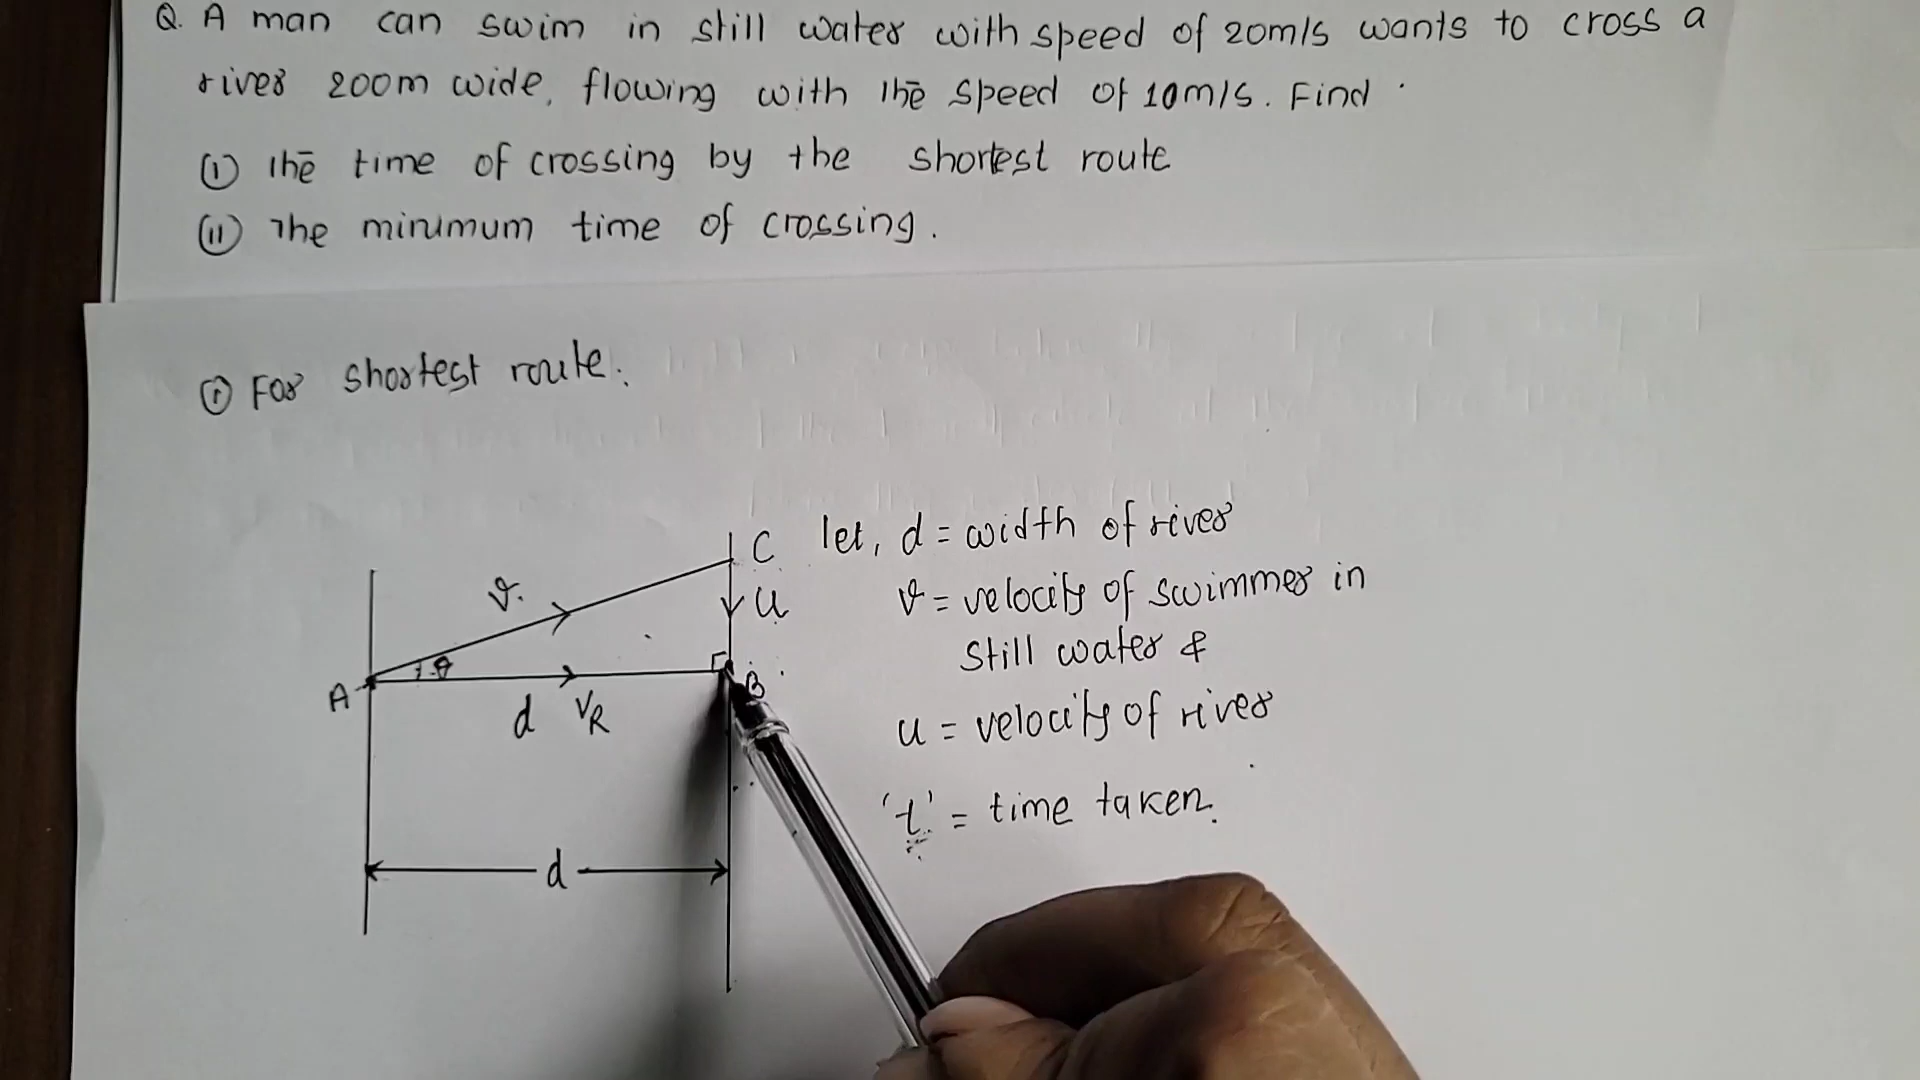 Q. A man can swim in still water with speed of 20m/s wants to cross a
river 200m wide, flowing with the speed of 10m/s. Find
(i) The time of crossing by the shortest route
(ii) The minimum time of crossing.
(i) For shortest route.
C
let, d = width of river
v
u
v = velocity of swimmer in
still water &
θ
A
B
d VR
u = velocity of river
't' = time taken.
d